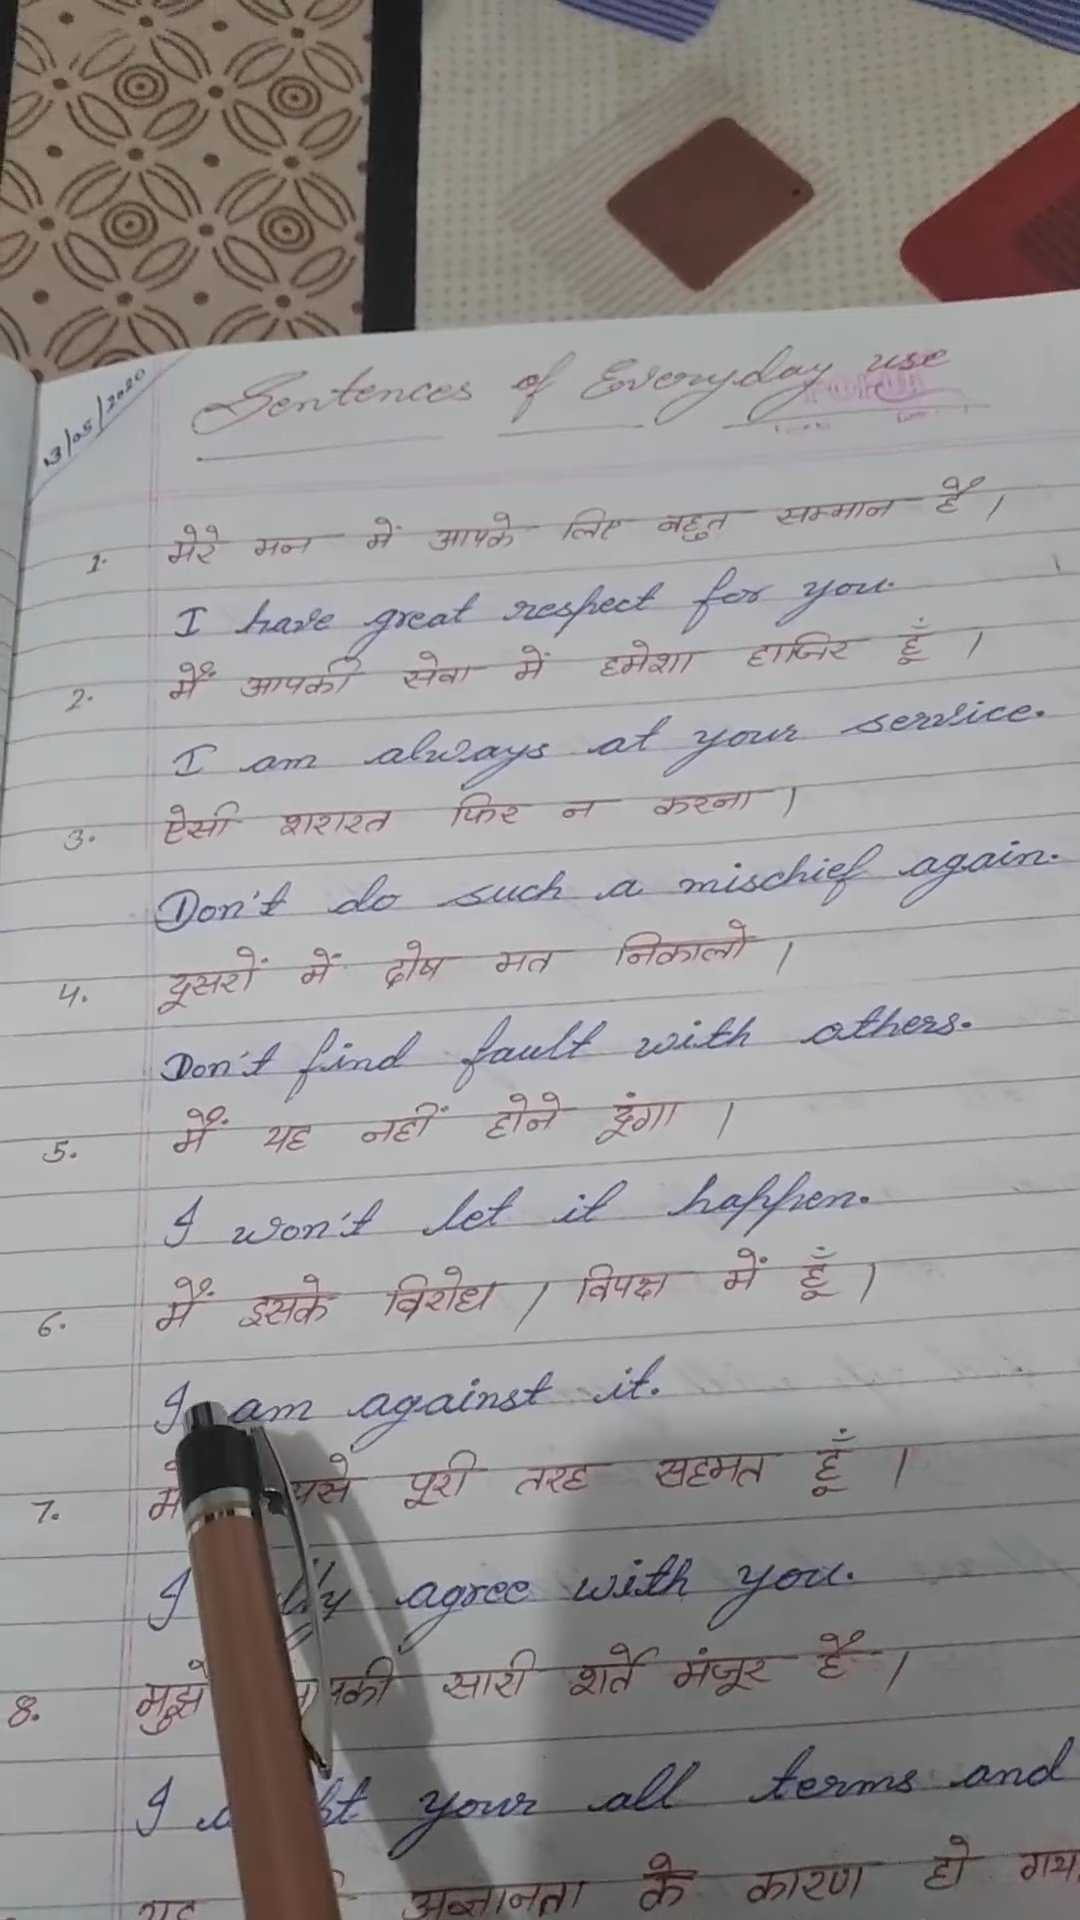 13/05/2020
Sentences of Everyday use
1. मेरे मन में आपके लिए बहुत सम्मान है।
I have great respect for you.
2. मैं आपकी सेवा में हमेशा हाजिर हूँ।
I am always at your service.
3. ऐसी शरारत फिर न करना।
Don't do such a mischief again.
4. दूसरों में दोष मत निकालो।
Don't find fault with others.
5. मैं यह नहीं होने दूंगा।
I won't let it happen.
6. मैं इसके विरोध / विपक्ष में हूँ।
I am against it.
7. पूरी तरह सहमत हूँ।
I agree with you.
8. मुझे सारी शर्ते मंजूर है।
I your all terms and
अज्ञानता के कारण हो